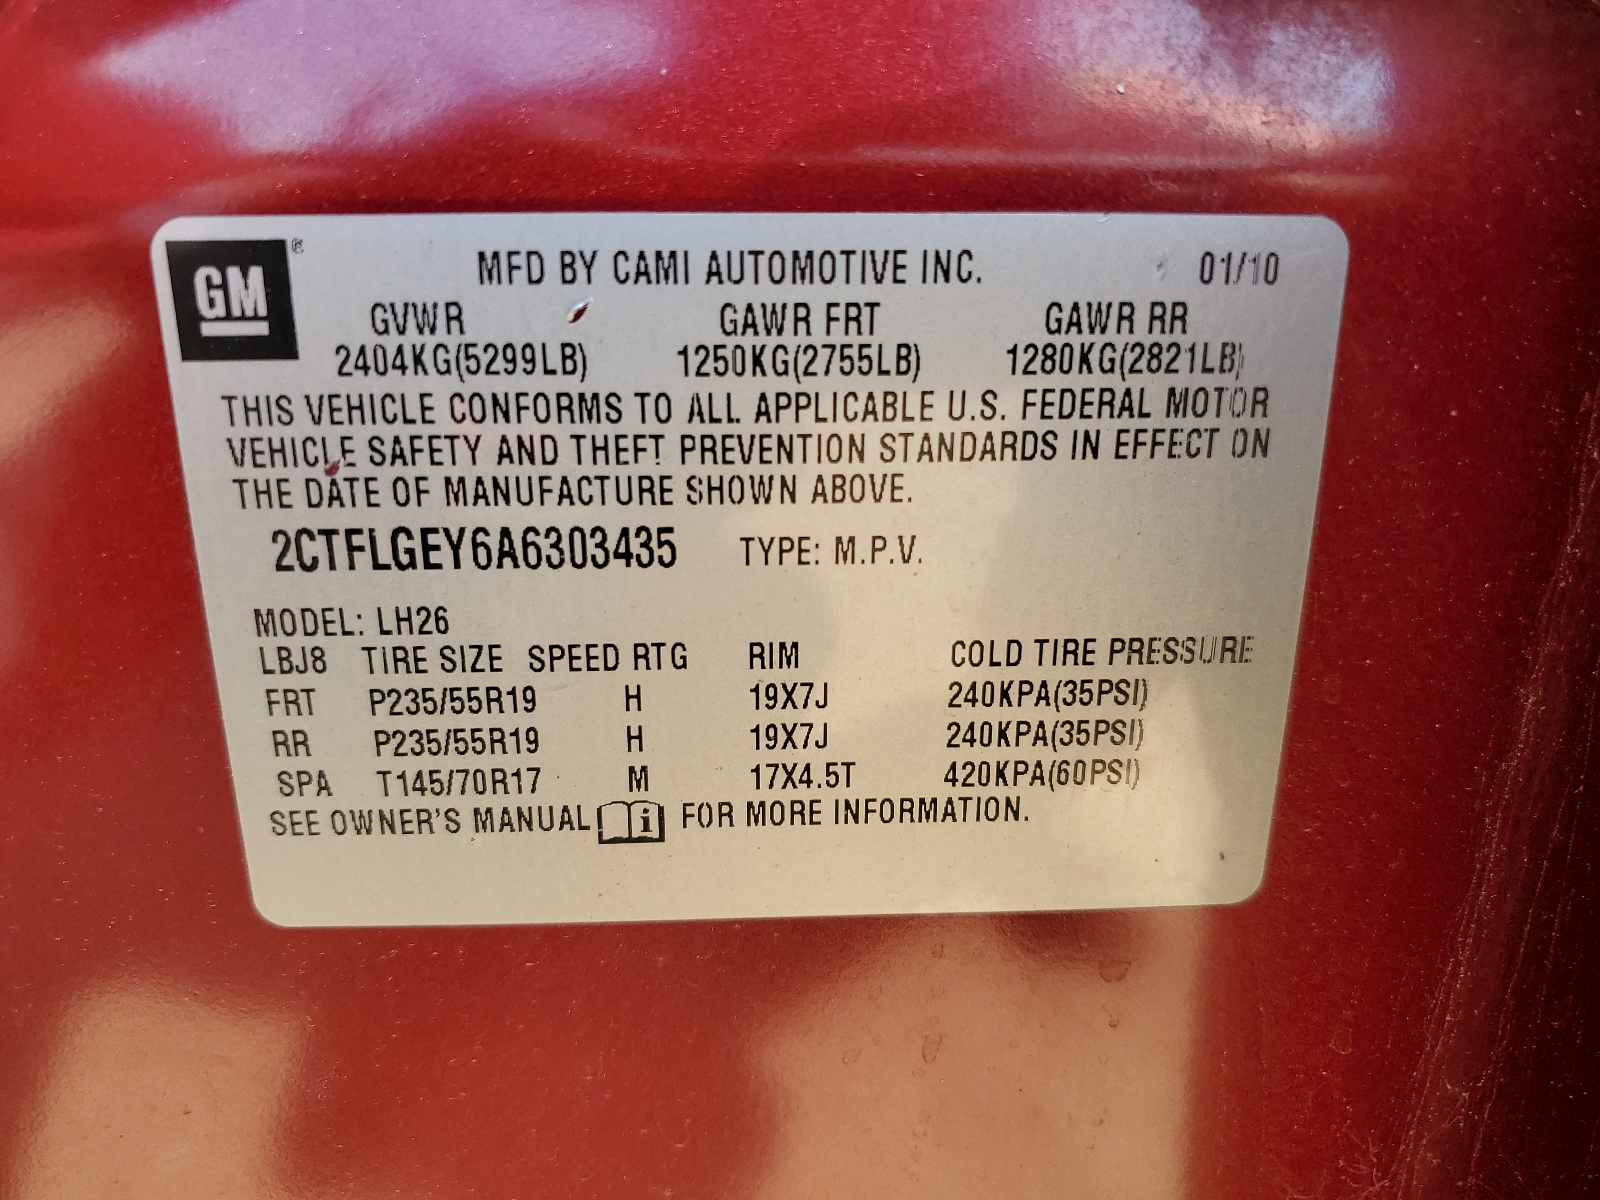 GM ®
MFD BY CAMI AUTOMOTIVE INC. 01/10
GVWR GAWR FRT GAWR RR
2404KG(5299LB) 1250KG(2755LB) 1280KG(2821LB)
THIS VEHICLE CONFORMS TO ALL APPLICABLE U.S. FEDERAL MOTOR
VEHICLE SAFETY AND THEFT PREVENTION STANDARDS IN EFFECT ON
THE DATE OF MANUFACTURE SHOWN ABOVE.
2CTFLGEY6A6303435 TYPE: M.P.V.
MODEL: LH26
LBJ8 TIRE SIZE SPEED RTG RIM COLD TIRE PRESSURE
FRT P235/55R19 H 19X7J 240KPA(35PSI)
RR P235/55R19 H 19X7J 240KPA(35PSI)
SPA T145/70R17 M 17X4.5T 420KPA(60PSI)
SEE OWNER'S MANUAL i FOR MORE INFORMATION.